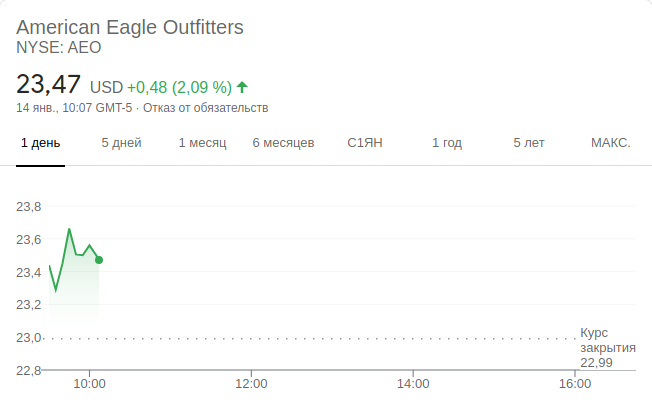 American Eagle Outfitters
NYSE: AEO
23,47 USD +0,48 (2,09 %)
14 янв., 10:07 GMT-5 · Отказ от обязательств
1 день 5 дней 1 месяц 6 месяцев С1ЯН 1 год 5 лет МАКС.
23,8
23,6
23,4
23,2
23,0
Курс
закрытия
22,99
22,8
10:00 12:00 14:00 16:00